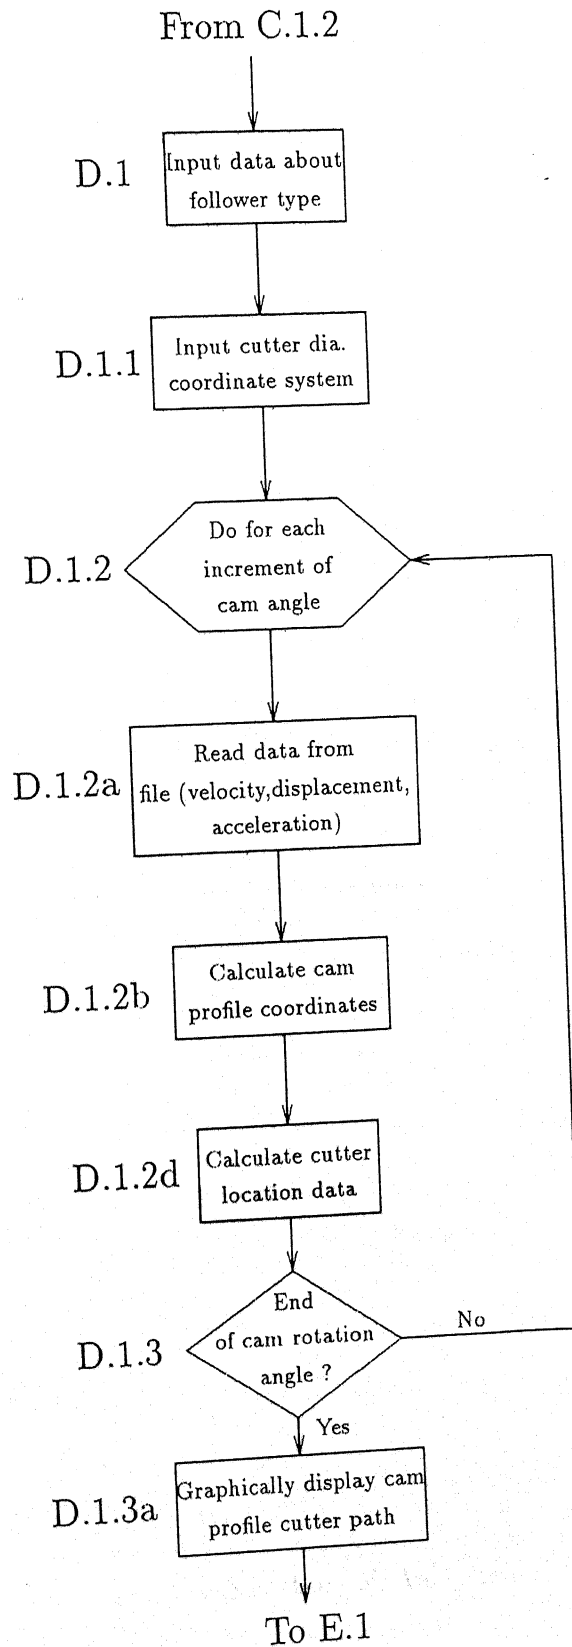 From C.1.2
D.1
Input data about
follower type
D.1.1
Input cutter dia.
coordinate system
D.1.2
Do for each
increment of
cam angle
D.1.2a
Read data from
file (velocity,displacement,
acceleration)
D.1.2b
Calculate cam
profile coordinates
D.1.2d
Calculate cutter
location data
D.1.3
End
of cam rotation
angle ?
No
Yes
D.1.3a
Graphically display cam
profile cutter path
To E.1